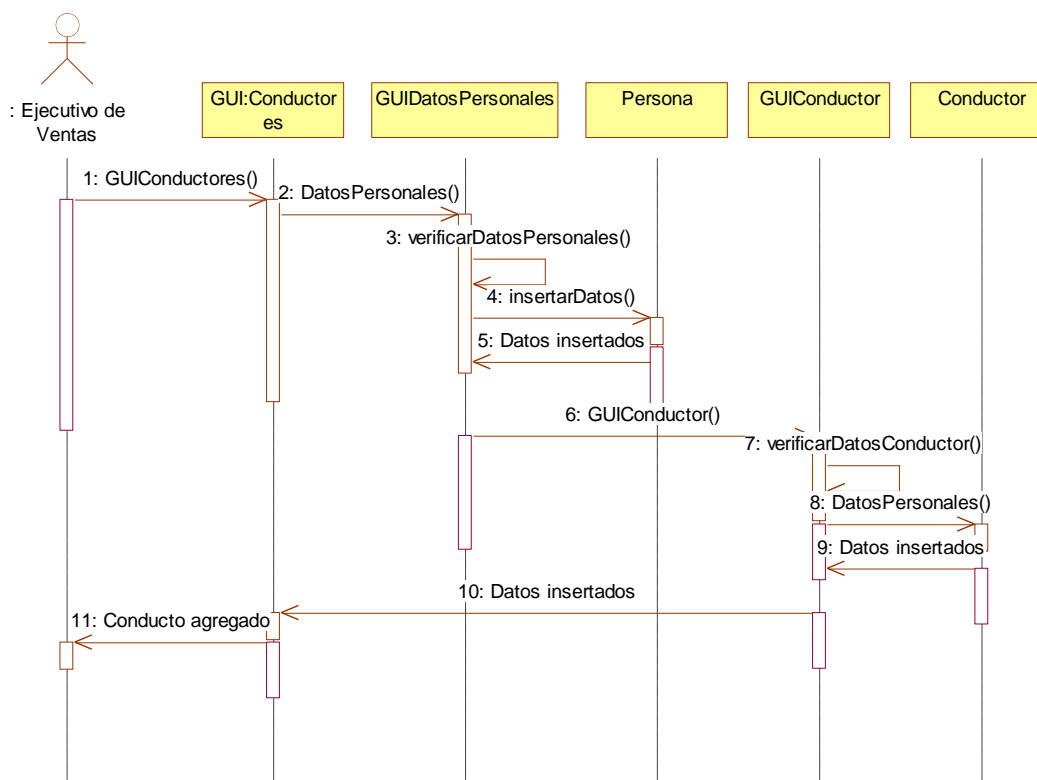 : Ejecutivo de
Ventas
GUI:Conductor
es
GUIDatosPersonales
Persona
GUIConductor
Conductor
1: GUIConductores()
2: DatosPersonales()
3: verificarDatosPersonales()
4: insertarDatos()
5: Datos insertados
6: GUIConductor()
7: verificarDatosConductor()
8: DatosPersonales()
9: Datos insertados
10: Datos insertados
11: Conducto agregado